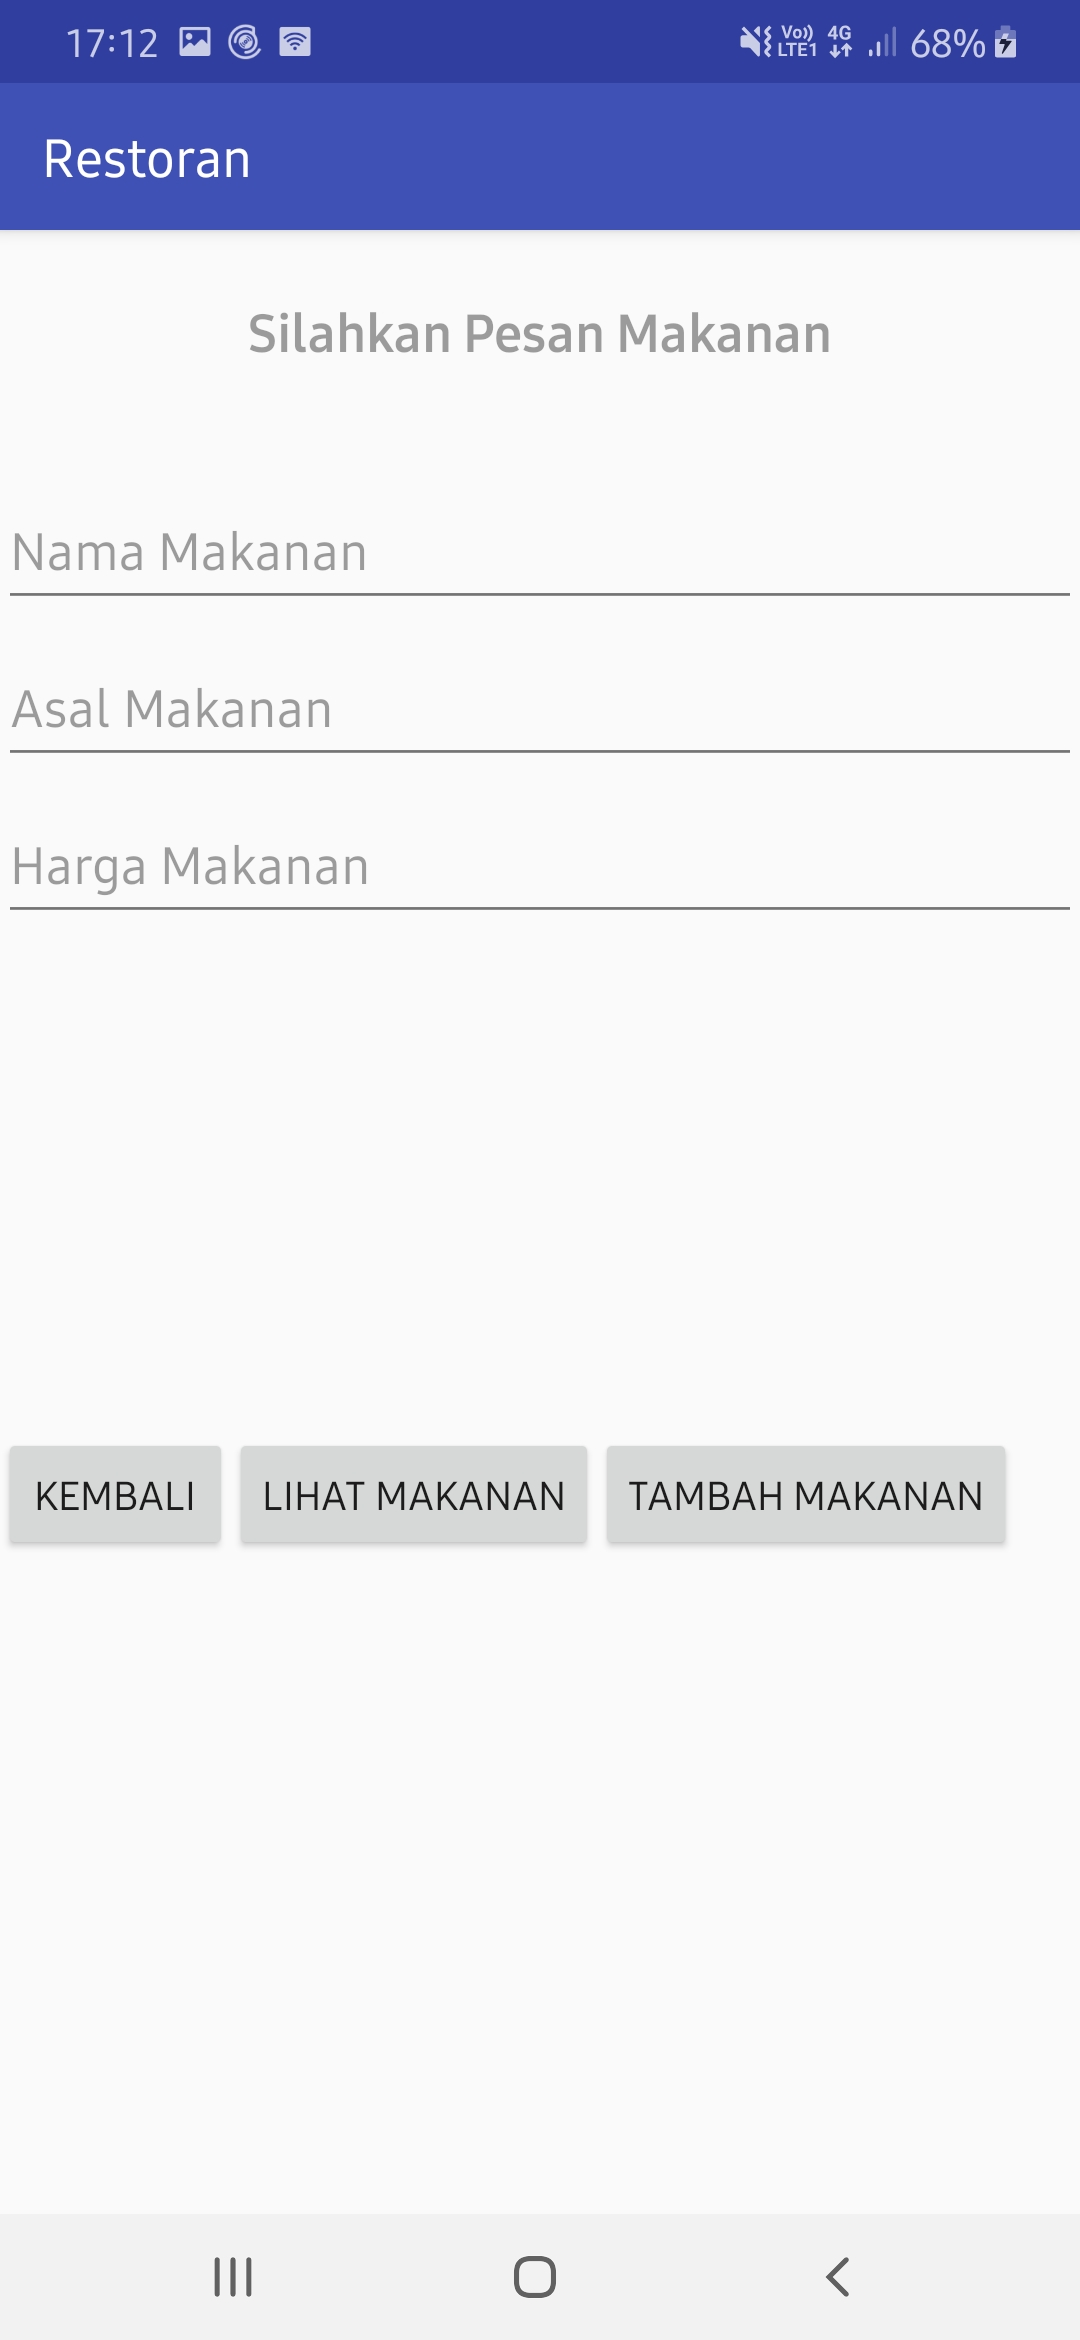 17:12 Vo)) LTE1 4G 68%
Restoran
Silahkan Pesan Makanan
Nama Makanan
Asal Makanan
Harga Makanan
KEMBALI LIHAT MAKANAN TAMBAH MAKANAN